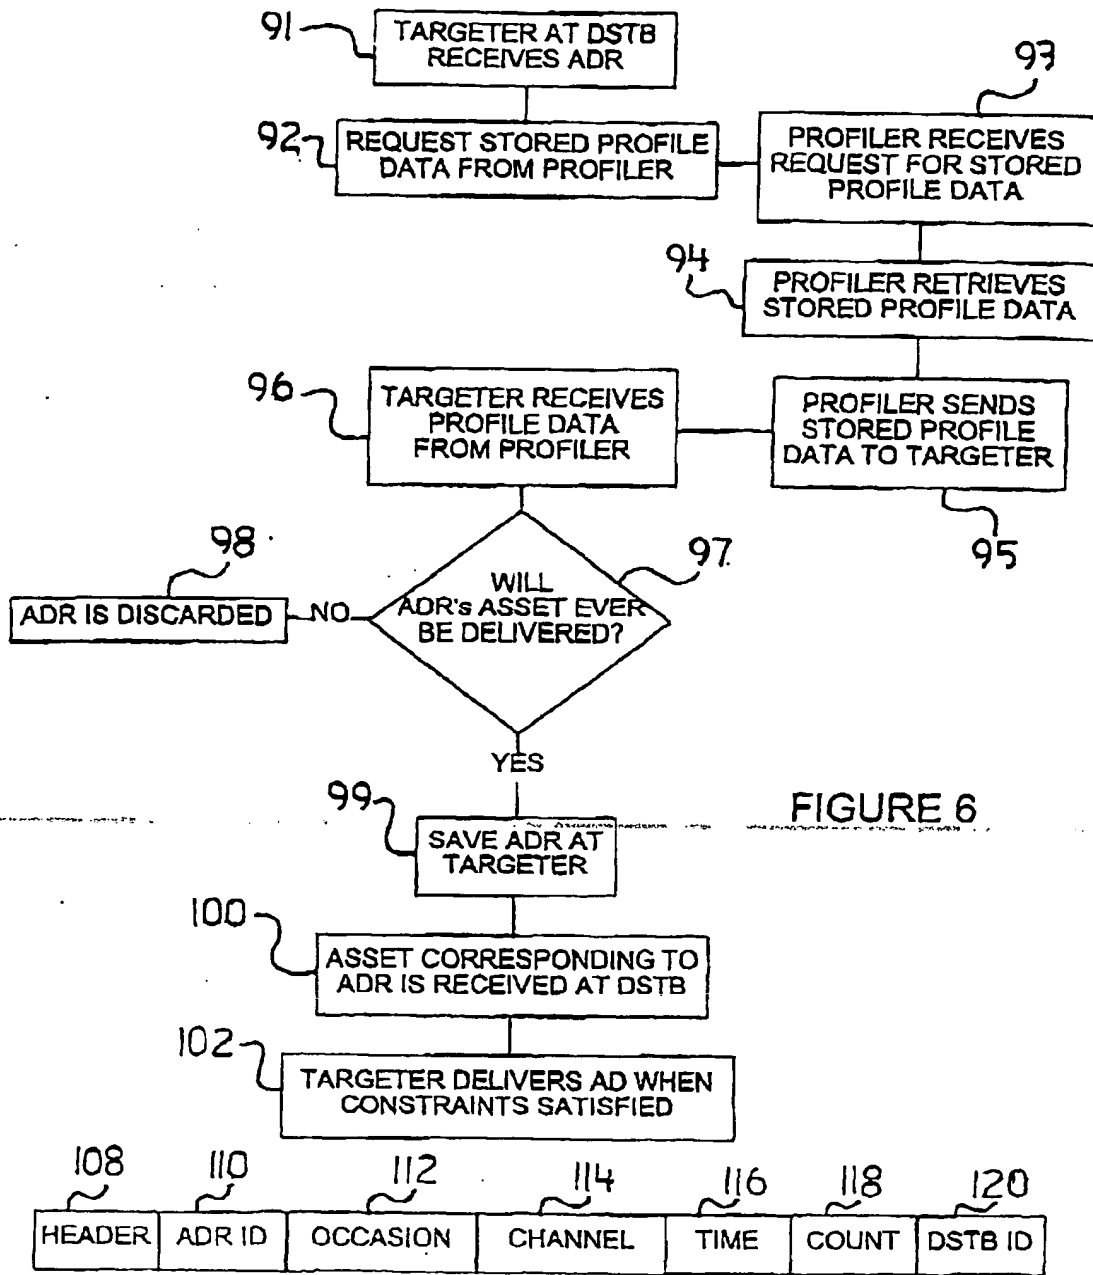 91
TARGETER AT DSTB
RECEIVES ADR
92
REQUEST STORED PROFILE
DATA FROM PROFILER
93
PROFILER RECEIVES
REQUEST FOR STORED
PROFILE DATA
94
PROFILER RETRIEVES
STORED PROFILE DATA
PROFILER SENDS
STORED PROFILE
DATA TO TARGETER
95
96
TARGETER RECEIVES
PROFILE DATA
FROM PROFILER
97
WILL
ADR's ASSET EVER
BE DELIVERED?
NO
98
ADR IS DISCARDED
YES
FIGURE 6
99
SAVE ADR AT
TARGETER
100
ASSET CORRESPONDING TO
ADR IS RECEIVED AT DSTB
102
TARGETER DELIVERS AD WHEN
CONSTRAINTS SATISFIED
108 110 112 114 116 118 120
HEADER ADR ID OCCASION CHANNEL TIME COUNT DSTB ID